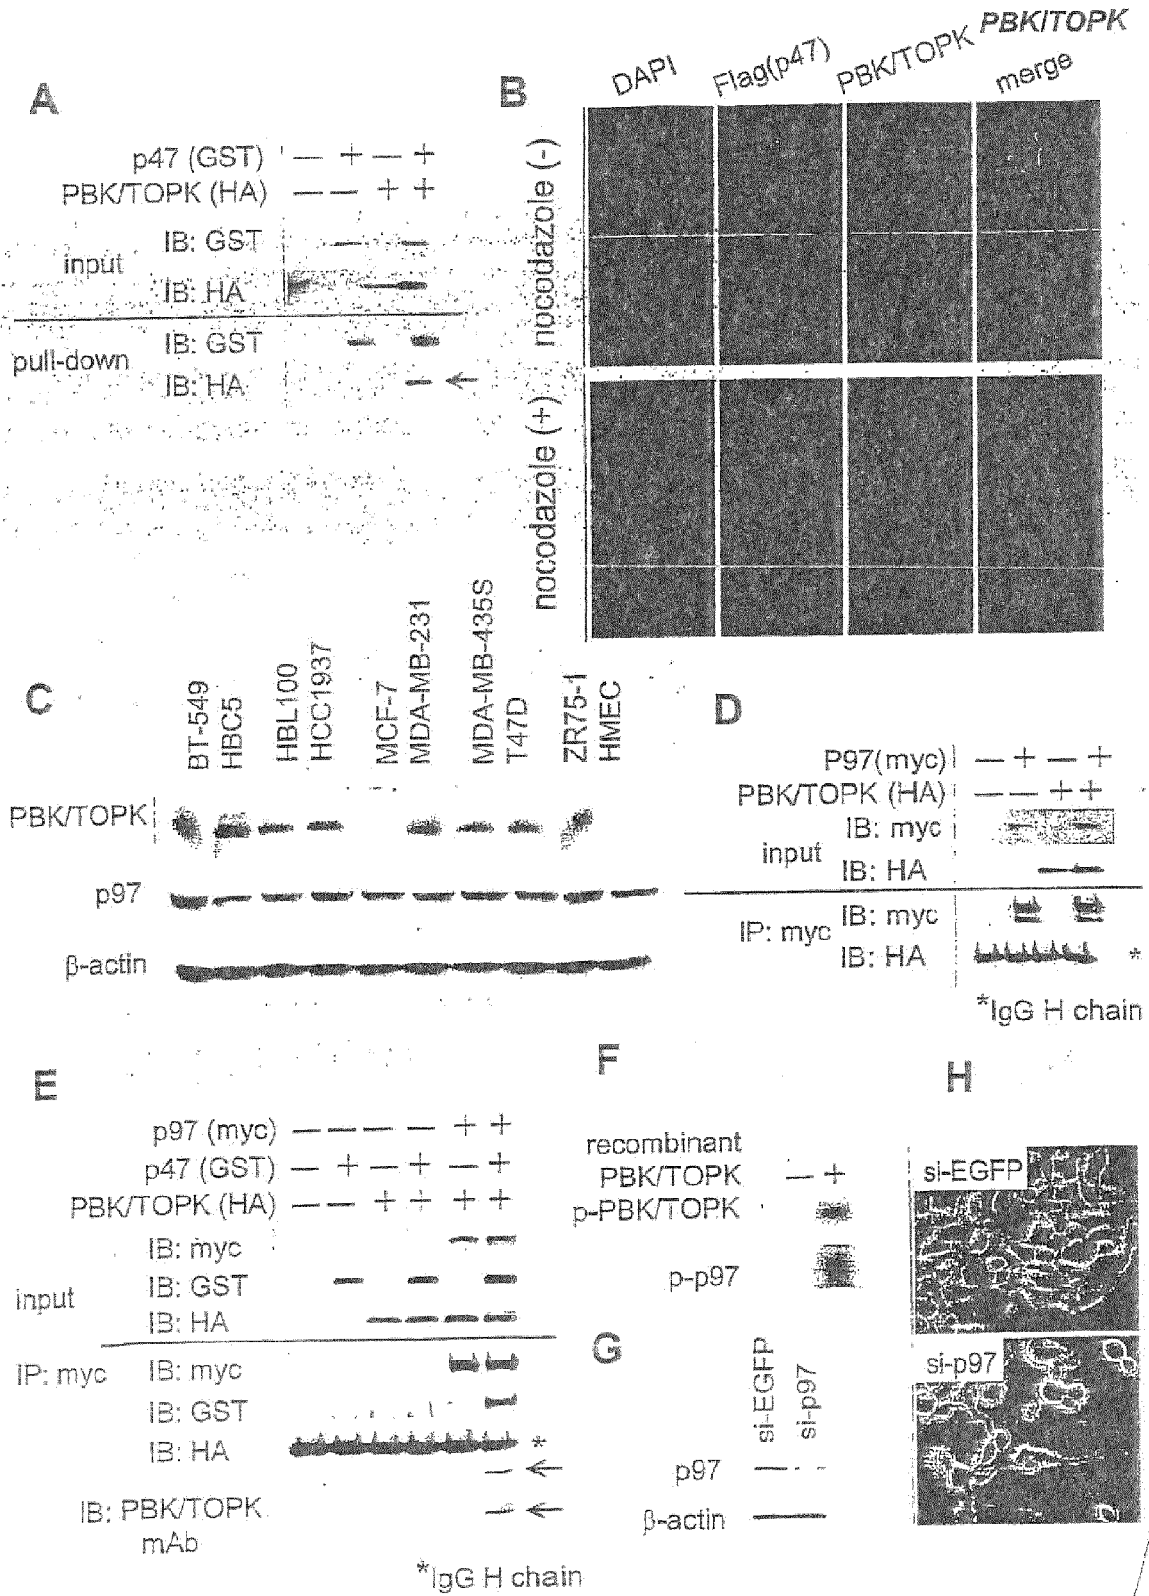 A
p47 (GST) — + — +
PBK/TOPK (HA) — — + +
input
IB: GST
IB: HA
pull-down
IB: GST
IB: HA
B
DAPI
Flag(p47)
PBK/TOPK
PBK/TOPK
merge
nocodazole (-)
nocodazole (+)
C
BT-549
HBC5
HBL100
HCC1937
MCF-7
MDA-MB-231
MDA-MB-435S
T47D
ZR75-1
HMEC
PBK/TOPK
p97
β-actin
D
P97(myc) — + — +
PBK/TOPK (HA) — — + +
input
IB: myc
IB: HA
IP: myc
IB: myc
IB: HA
*
*IgG H chain
E
p97 (myc) — — — — + +
p47 (GST) — + — + — +
PBK/TOPK (HA) — — + + + +
input
IB: myc
IB: GST
IB: HA
IP: myc
IB: myc
IB: GST
IB: HA
*
IB: PBK/TOPK
mAb
*IgG H chain
F
recombinant
PBK/TOPK — +
p-PBK/TOPK
p-p97
G
si-EGFP
si-p97
p97
β-actin
H
si-EGFP
si-p97